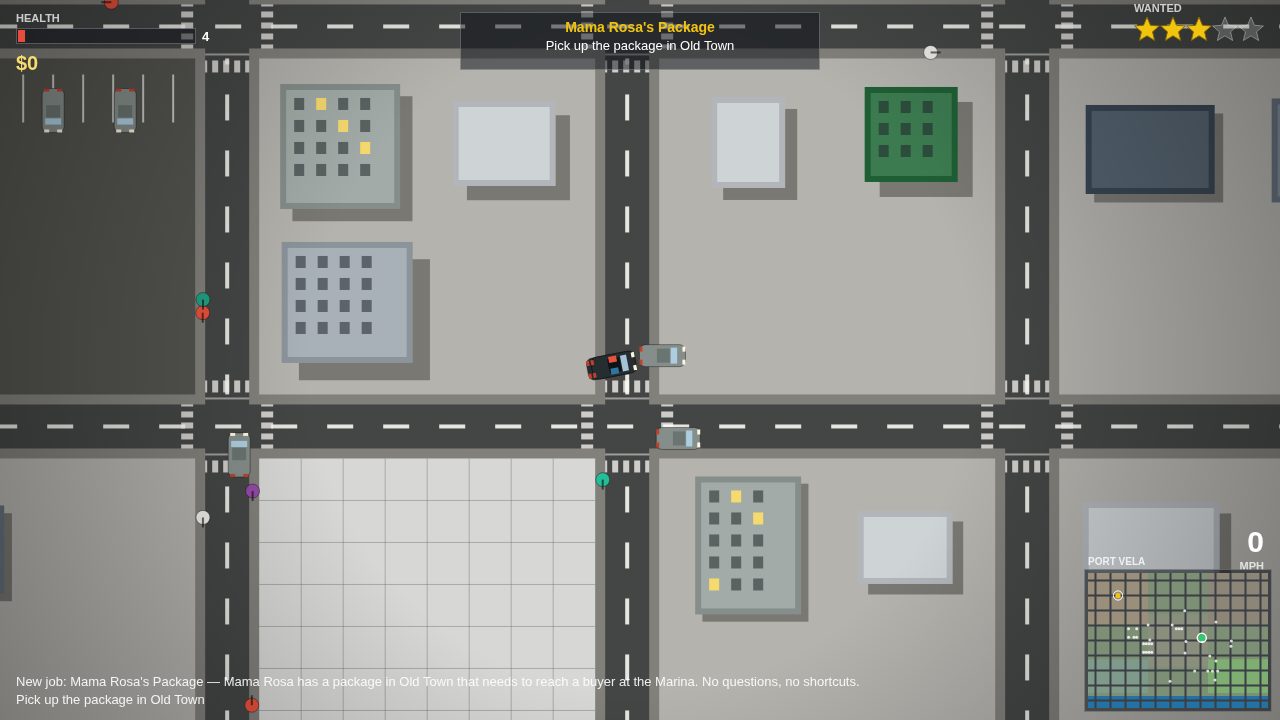 HEALTH
4
$0
Mama Rosa's Package
Pick up the package in Old Town
WANTED
0
MPH
PORT VELA
New job: Mama Rosa's Package — Mama Rosa has a package in Old Town that needs to reach a buyer at the Marina. No questions, no shortcuts.
Pick up the package in Old Town